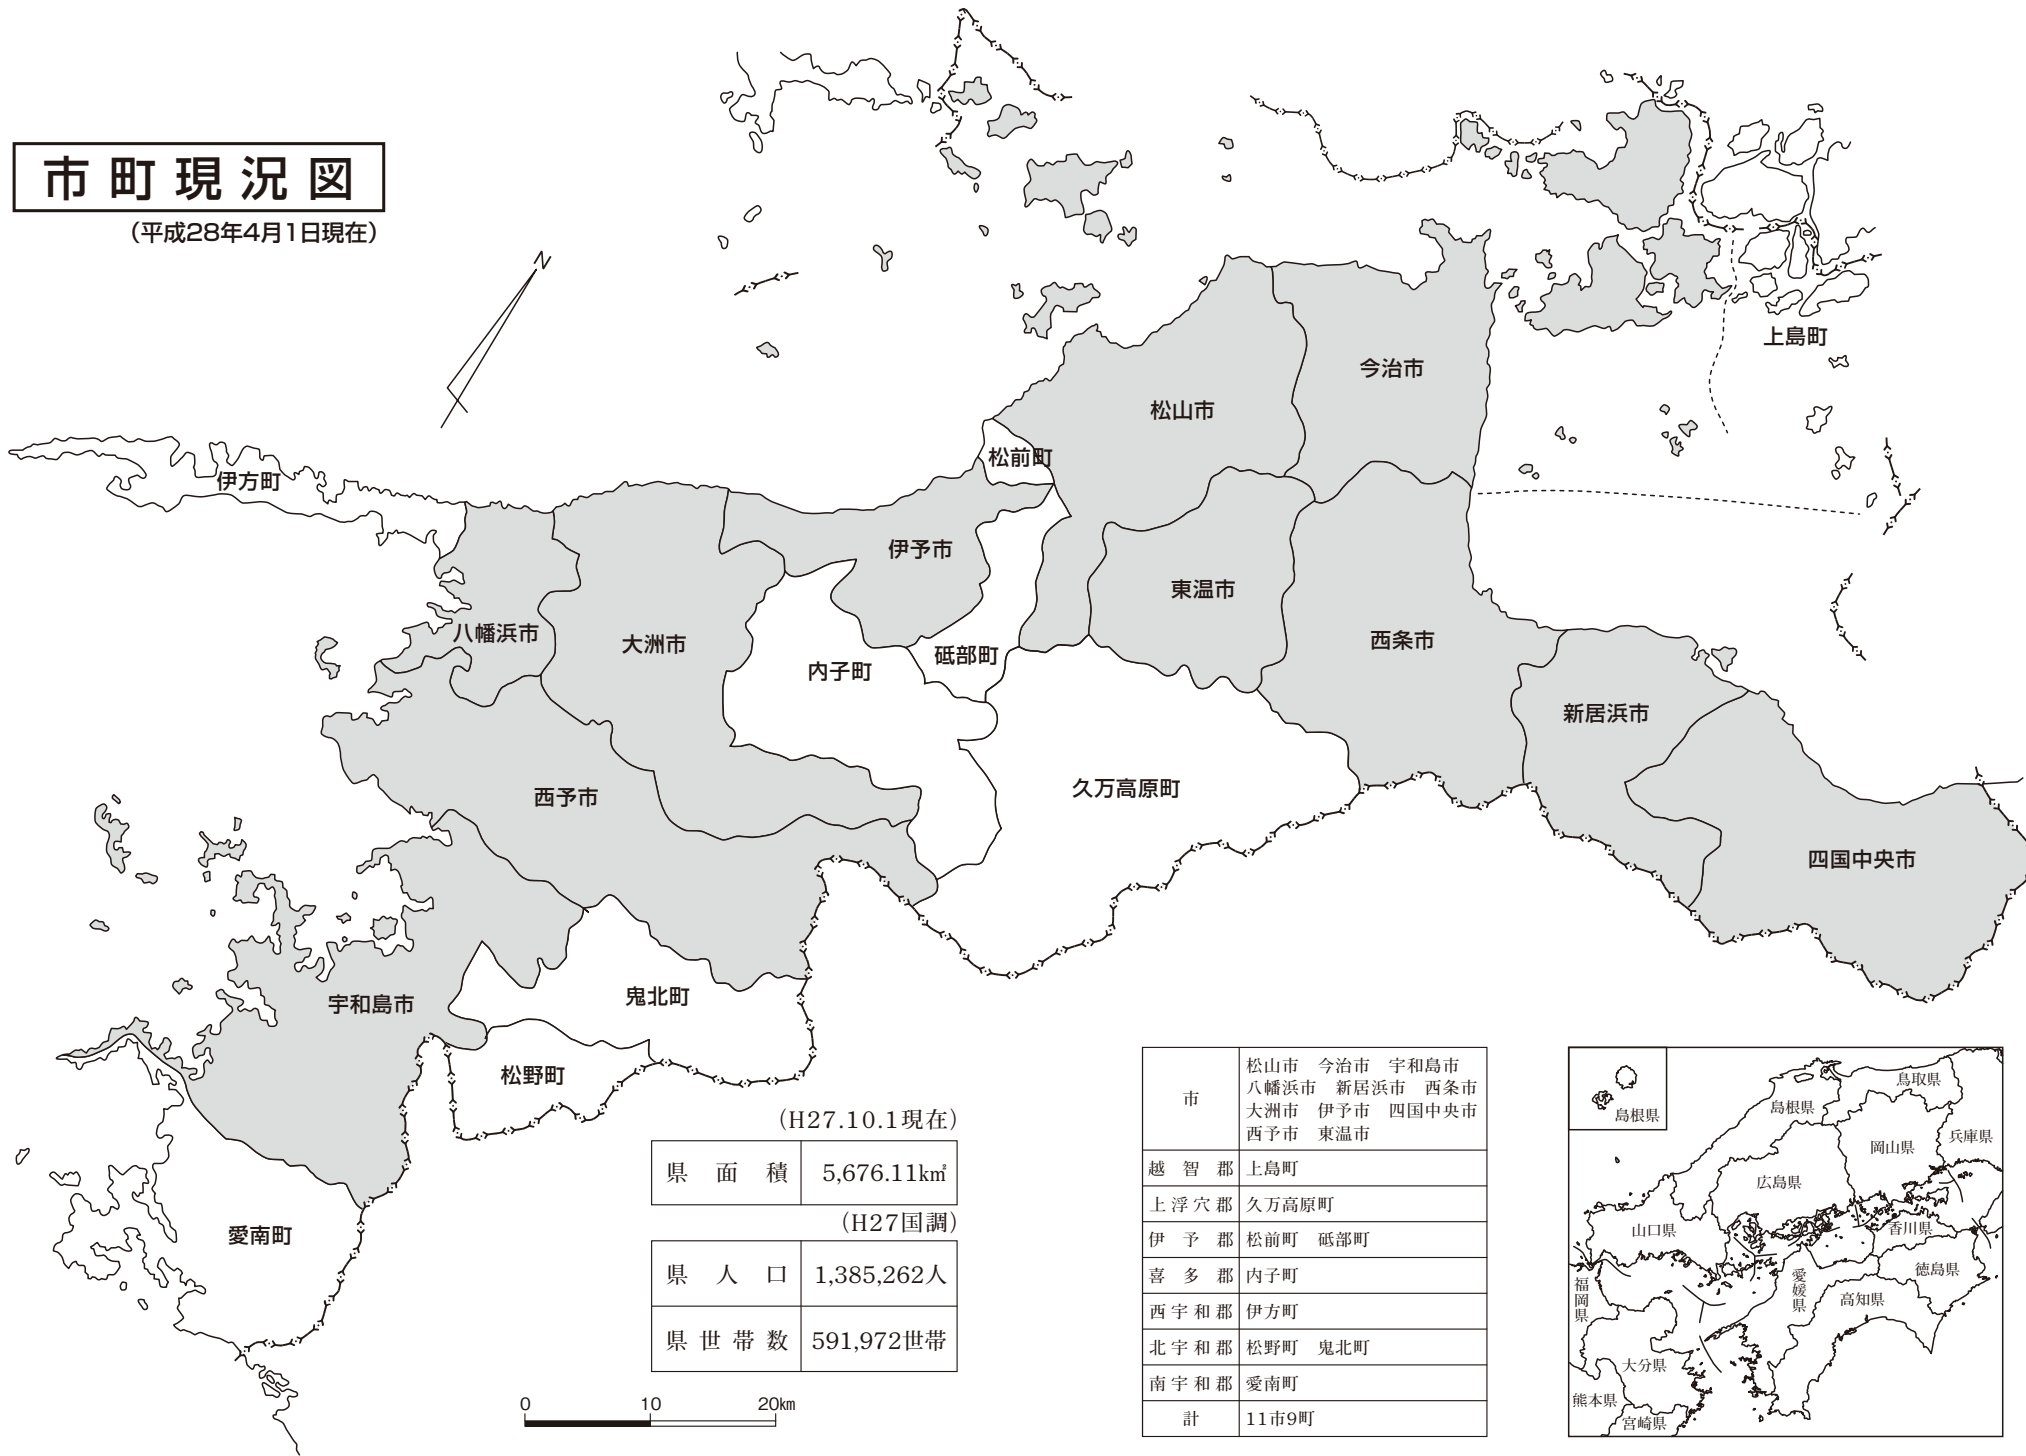 市町現況図
(平成28年4月1日現在)
N
上島町
今治市
松山市
松前町
伊方町
伊予市
東温市
八幡浜市
大洲市
西条市
砥部町
内子町
新居浜市
久万高原町
西予市
四国中央市
鬼北町
宇和島市
松野町
愛南町
(H27.10.1現在)
県面積 5,676.11km²
(H27国調)
県人口 1,385,262人
県世帯数 591,972世帯
0 10 20km
市 松山市 今治市 宇和島市
八幡浜市 新居浜市 西条市
大洲市 伊予市 四国中央市
西予市 東温市
越智郡 上島町
上浮穴郡 久万高原町
伊予郡 松前町 砥部町
喜多郡 内子町
西宇和郡 伊方町
北宇和郡 松野町 鬼北町
南宇和郡 愛南町
計 11市9町
島根県
鳥取県
島根県
岡山県
兵庫県
広島県
山口県
香川県
徳島県
愛媛県
高知県
福岡県
大分県
熊本県
宮崎県